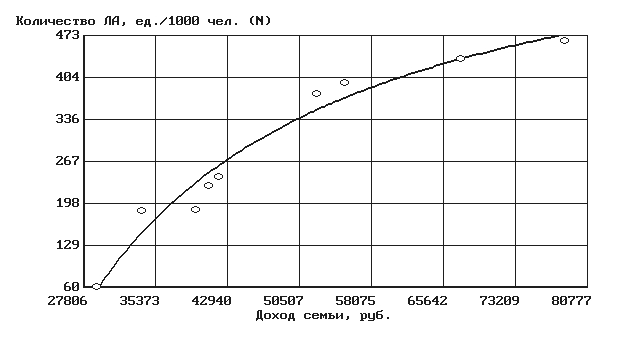 Количество ЛА, ед./1000 чел. (N)
473
404
336
267
198
129
60
27806 35373 42940 50507 58075 65642 73209 80777
Доход семьи, руб.